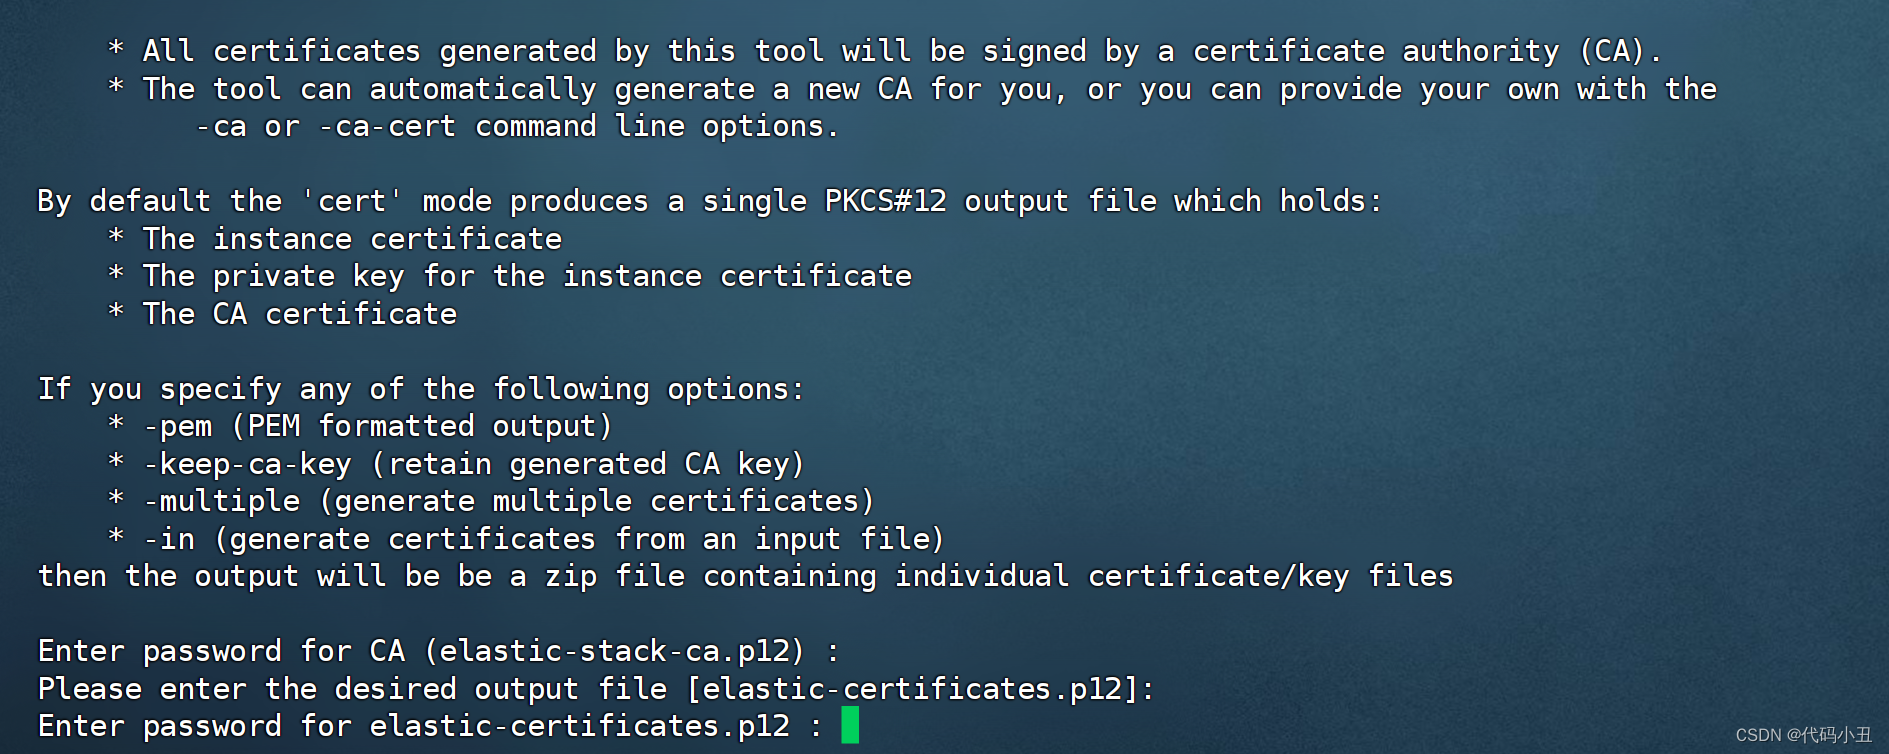 * All certificates generated by this tool will be signed by a certificate authority (CA).
* The tool can automatically generate a new CA for you, or you can provide your own with the
-ca or -ca-cert command line options.
By default the 'cert' mode produces a single PKCS#12 output file which holds:
* The instance certificate
* The private key for the instance certificate
* The CA certificate
If you specify any of the following options:
* -pem (PEM formatted output)
* -keep-ca-key (retain generated CA key)
* -multiple (generate multiple certificates)
* -in (generate certificates from an input file)
then the output will be be a zip file containing individual certificate/key files
Enter password for CA (elastic-stack-ca.p12) :
Please enter the desired output file [elastic-certificates.p12]:
Enter password for elastic-certificates.p12 :
CSDN @代码小丑